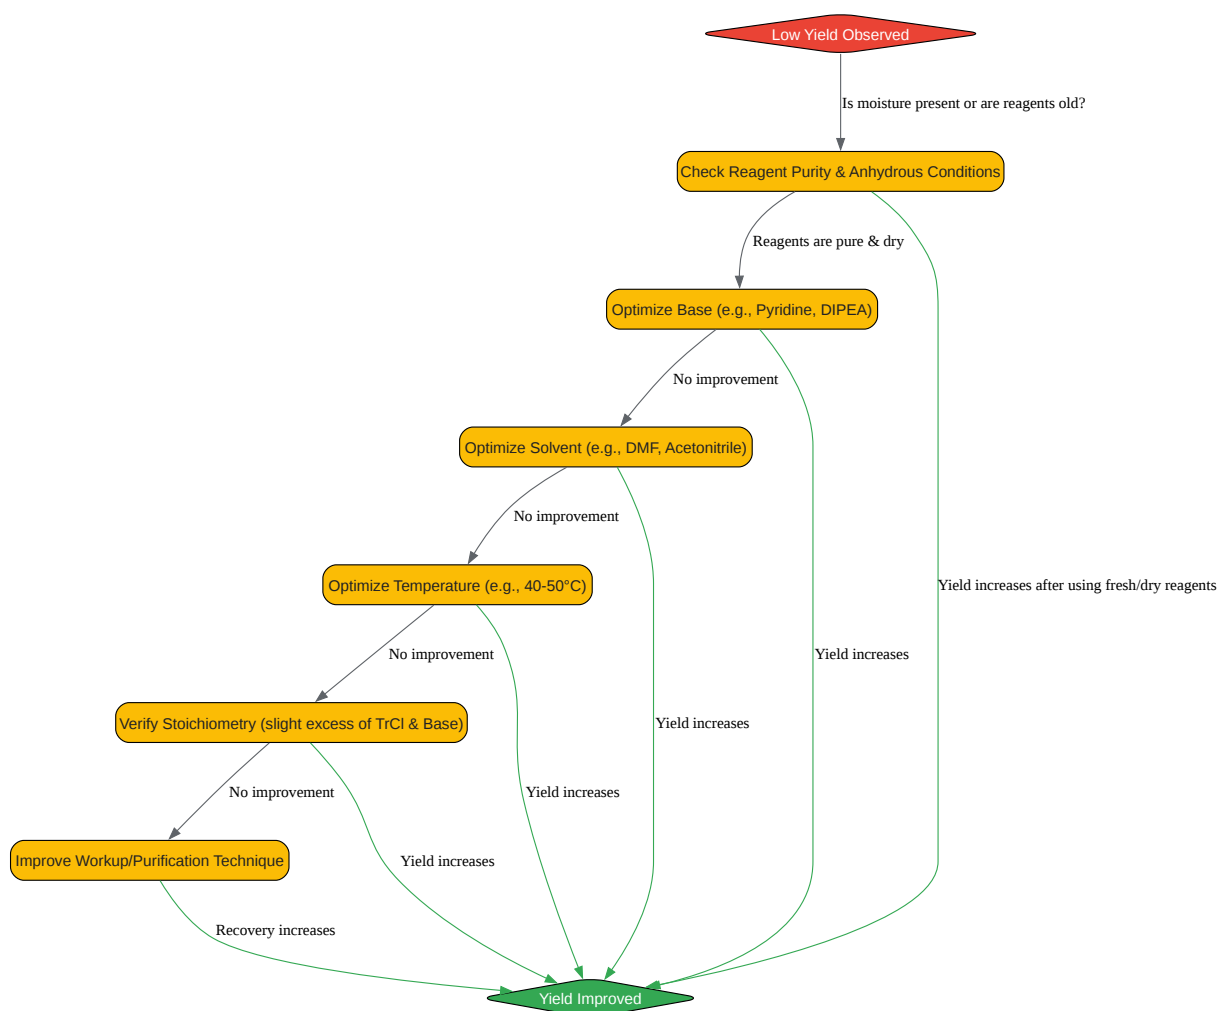 Low Yield Observed
Is moisture present or are reagents old?
Check Reagent Purity & Anhydrous Conditions
Reagents are pure & dry
Optimize Base (e.g., Pyridine, DIPEA)
No improvement
Optimize Solvent (e.g., DMF, Acetonitrile)
No improvement
Optimize Temperature (e.g., 40-50°C)
Yield increases after using fresh/dry reagents
No improvement
Yield increases
Verify Stoichiometry (slight excess of TrCl & Base)
Yield increases
No improvement
Yield increases
Improve Workup/Purification Technique
Yield increases
Recovery increases
Yield Improved